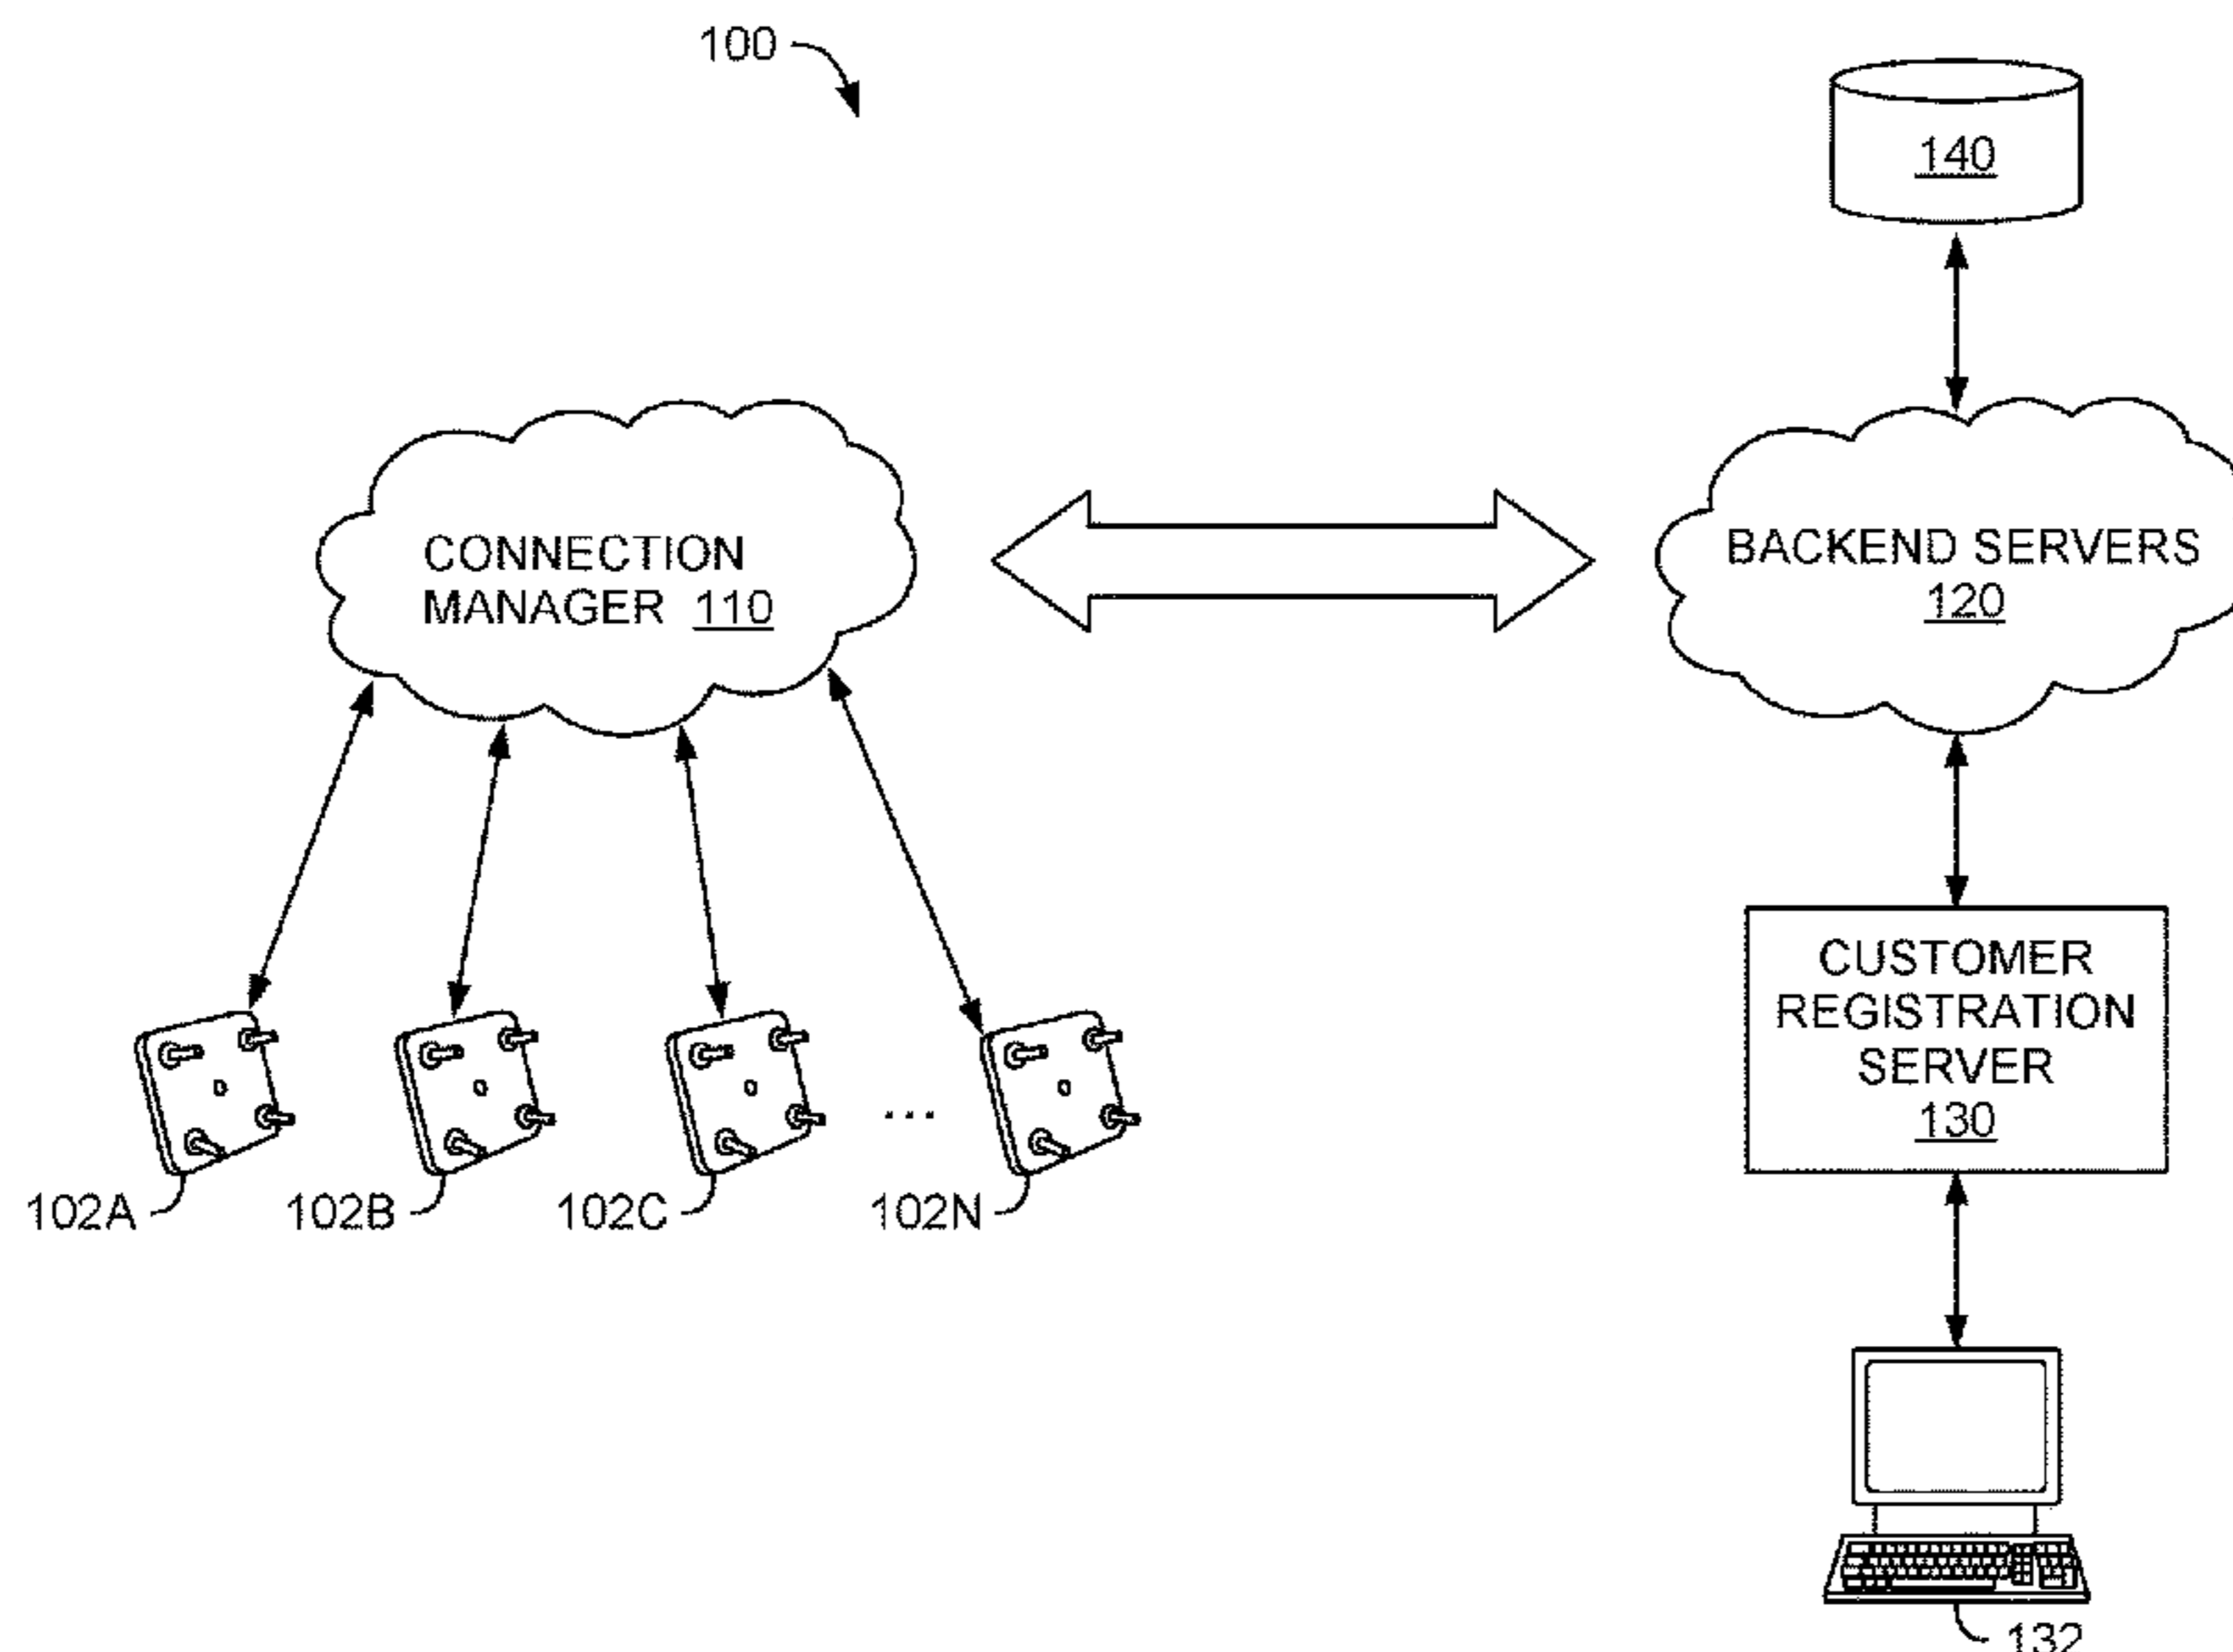 100
140
CONNECTION
MANAGER 110
BACKEND SERVERS
120
CUSTOMER
REGISTRATION
SERVER
130
...
102A
102B
102C
102N
132